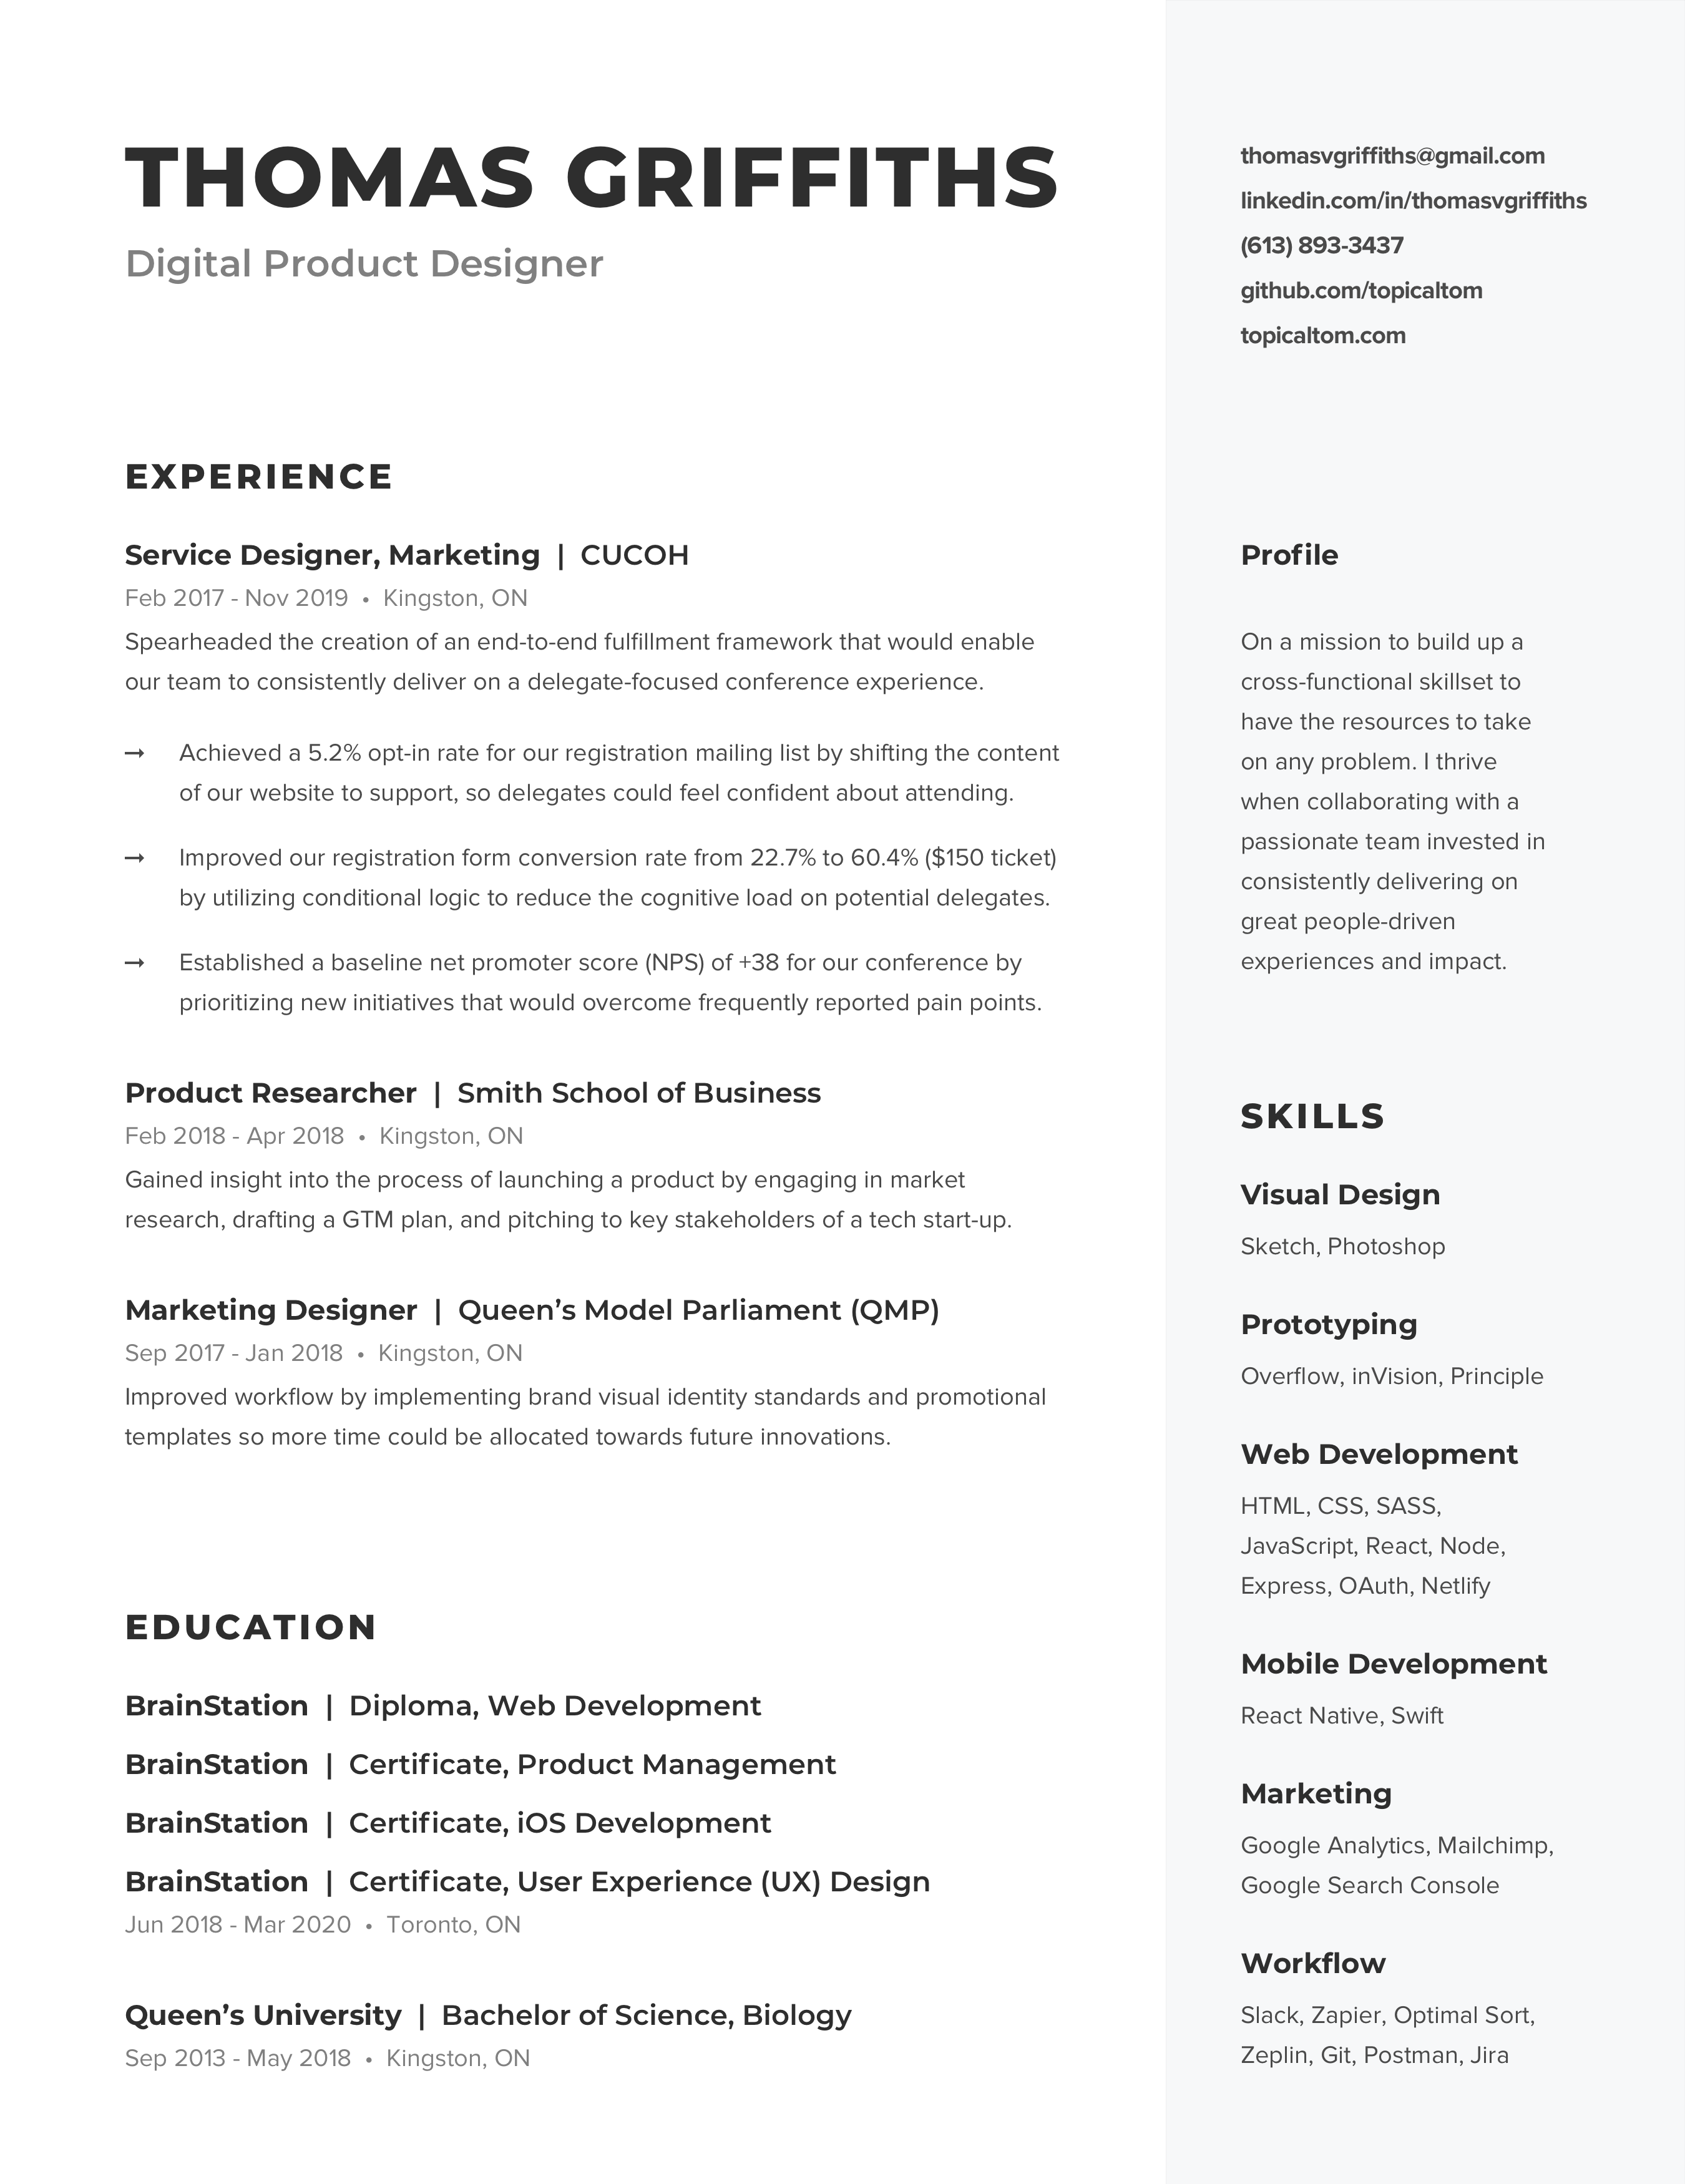 THOMAS GRIFFITHS
Digital Product Designer
thomasvgriffiths@gmail.com
linkedin.com/in/thomasvgriffiths
(613) 893-3437
github.com/topicaltom
topicaltom.com
EXPERIENCE
Service Designer, Marketing | CUCOH
Feb 2017 - Nov 2019 • Kingston, ON
Spearheaded the creation of an end-to-end fulfillment framework that would enable
our team to consistently deliver on a delegate-focused conference experience.
→ Achieved a 5.2% opt-in rate for our registration mailing list by shifting the content
of our website to support, so delegates could feel confident about attending.
→ Improved our registration form conversion rate from 22.7% to 60.4% ($150 ticket)
by utilizing conditional logic to reduce the cognitive load on potential delegates.
→ Established a baseline net promoter score (NPS) of +38 for our conference by
prioritizing new initiatives that would overcome frequently reported pain points.
Product Researcher | Smith School of Business
Feb 2018 - Apr 2018 • Kingston, ON
Gained insight into the process of launching a product by engaging in market
research, drafting a GTM plan, and pitching to key stakeholders of a tech start-up.
Marketing Designer | Queen’s Model Parliament (QMP)
Sep 2017 - Jan 2018 • Kingston, ON
Improved workflow by implementing brand visual identity standards and promotional
templates so more time could be allocated towards future innovations.
EDUCATION
BrainStation | Diploma, Web Development
BrainStation | Certificate, Product Management
BrainStation | Certificate, iOS Development
BrainStation | Certificate, User Experience (UX) Design
Jun 2018 - Mar 2020 • Toronto, ON
Queen’s University | Bachelor of Science, Biology
Sep 2013 - May 2018 • Kingston, ON
Profile
On a mission to build up a
cross-functional skillset to
have the resources to take
on any problem. I thrive
when collaborating with a
passionate team invested in
consistently delivering on
great people-driven
experiences and impact.
SKILLS
Visual Design
Sketch, Photoshop
Prototyping
Overflow, inVision, Principle
Web Development
HTML, CSS, SASS,
JavaScript, React, Node,
Express, OAuth, Netlify
Mobile Development
React Native, Swift
Marketing
Google Analytics, Mailchimp,
Google Search Console
Workflow
Slack, Zapier, Optimal Sort,
Zeplin, Git, Postman, Jira